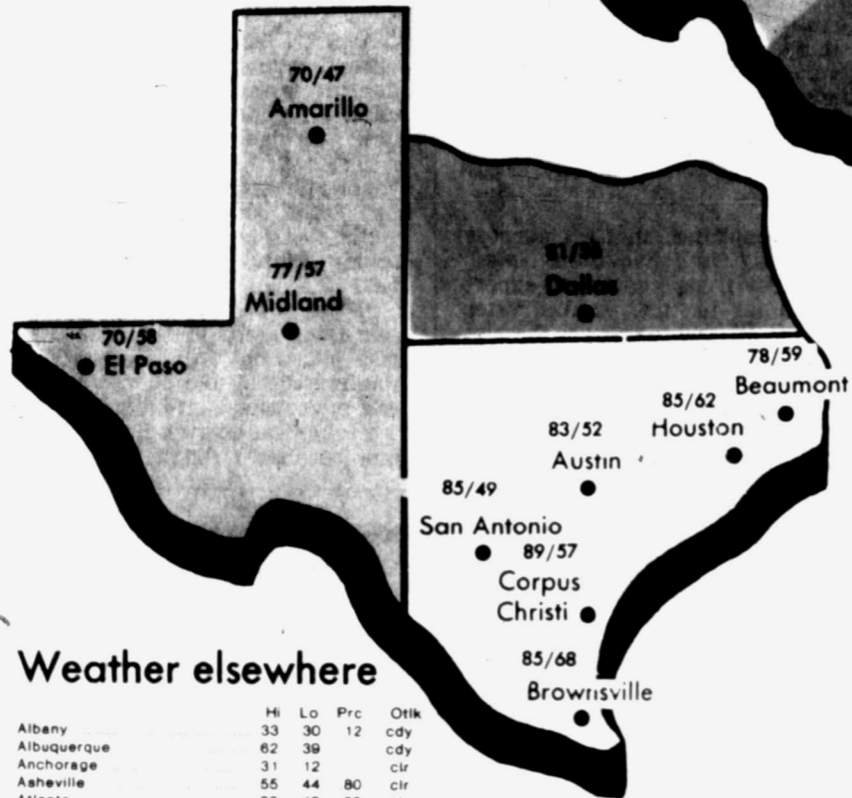 70/47
Amarillo
77/57
Midland
70/58
El Paso
Dallas
78/59
Beaumont
85/62
Houston
83/52
Austin
85/49
San Antonio
89/57
Corpus
Christi
85/68
Brownsville
Weather elsewhere
Hi Lo Prc Otlk
Albany 33 30 12 cdy
Albuquerque 62 39 cdy
Anchorage 31 12 clr
Asheville 55 44 .80 clr